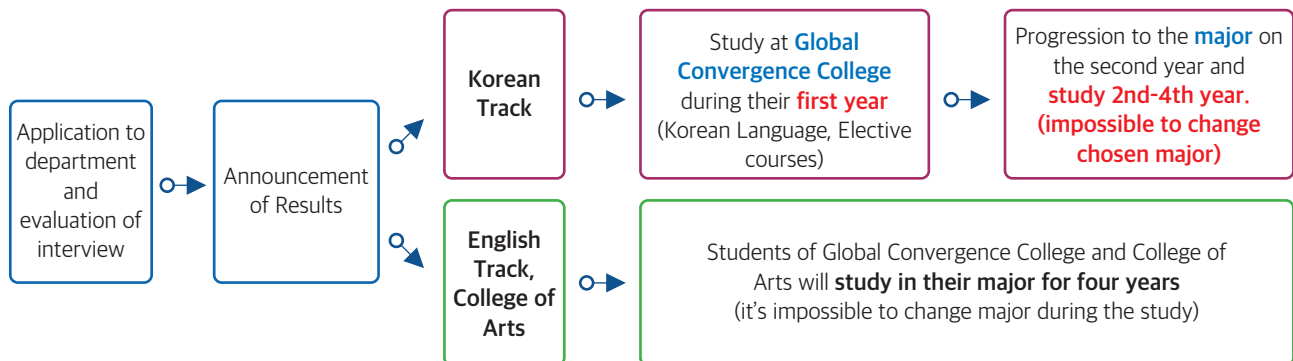 Application to
department
and
evaluation of
interview
Announcement
of Results
Korean
Track
Study at Global
Convergence College
during their first year
(Korean Language, Elective
courses)
Progression to the major on
the second year and
study 2nd-4th year.
(impossible to change
chosen major)
English
Track,
College of
Arts
Students of Global Convergence College and College of
Arts will study in their major for four years
(it's impossible to change major during the study)